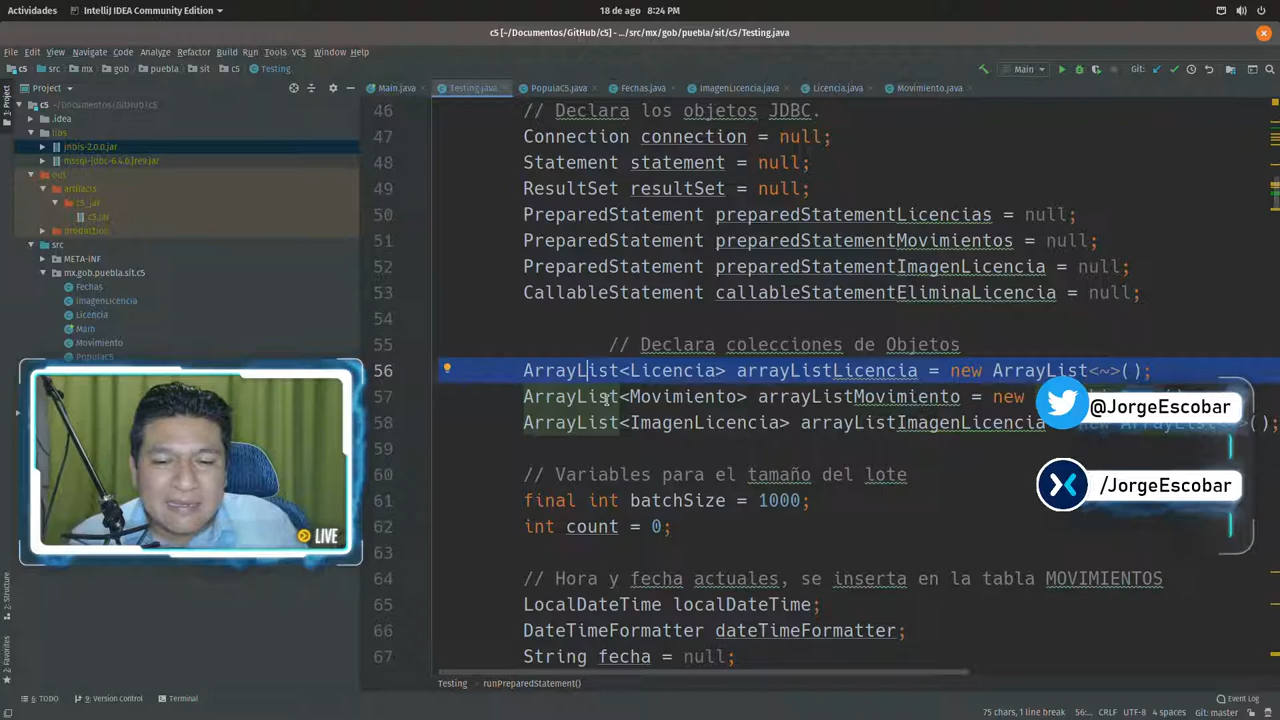 Actividades
IntelliJ IDEA Community Edition
18 de ago 8:24 PM
c5 [~/Documentos/GitHub/c5] - .../src/mx/gob/puebla/sit/c5/Testing.java
File Edit View Navigate Code Analyze Refactor Build Run Tools VCS Window Help
c5 src mx gob puebla sit c5 Testing
Main
Git:
Project
Main.java Testing.java PopulaC5.java Fechas.java ImagenLicencia.java Licencia.java Movimiento.java
1: Project
c5 ~/Documentos/GitHub/c5
.idea
libs
jnbis-2.0.0.jar
mssql-jdbc-6.4.0.jre9.jar
out
artifacts
c5_jar
c5.jar
production
src
META-INF
mx.gob.puebla.sit.c5
Fechas
ImagenLicencia
Licencia
Main
Movimiento
PopulaC5
46 // Declara los objetos JDBC.
47 Connection connection = null;
48 Statement statement = null;
49 ResultSet resultSet = null;
50 PreparedStatement preparedStatementLicencias = null;
51 PreparedStatement preparedStatementMovimientos = null;
52 PreparedStatement preparedStatementImagenLicencia = null;
53 CallableStatement callableStatementEliminaLicencia = null;
54
55 // Declara colecciones de Objetos
56 ArrayList<Licencia> arrayListLicencia = new ArrayList<~>();
57 ArrayList<Movimiento> arrayListMovimiento = new
58 ArrayList<ImagenLicencia> arrayListImagenLicencia = new ArrayList<~>();
59
60 // Variables para el tamaño del lote
61 final int batchSize = 1000;
62 int count = 0;
63
64 // Hora y fecha actuales, se inserta en la tabla MOVIMIENTOS
65 LocalDateTime localDateTime;
66 DateTimeFormatter dateTimeFormatter;
67 String fecha = null;
@JorgeEscobar
/JorgeEscobar
LIVE
Z: Structure
2: Favorites
Testing runPreparedStatement()
6: TODO 9: Version control Terminal Event Log
75 chars, 1 line break 56:... CRLF UTF-8 4 spaces Git: master